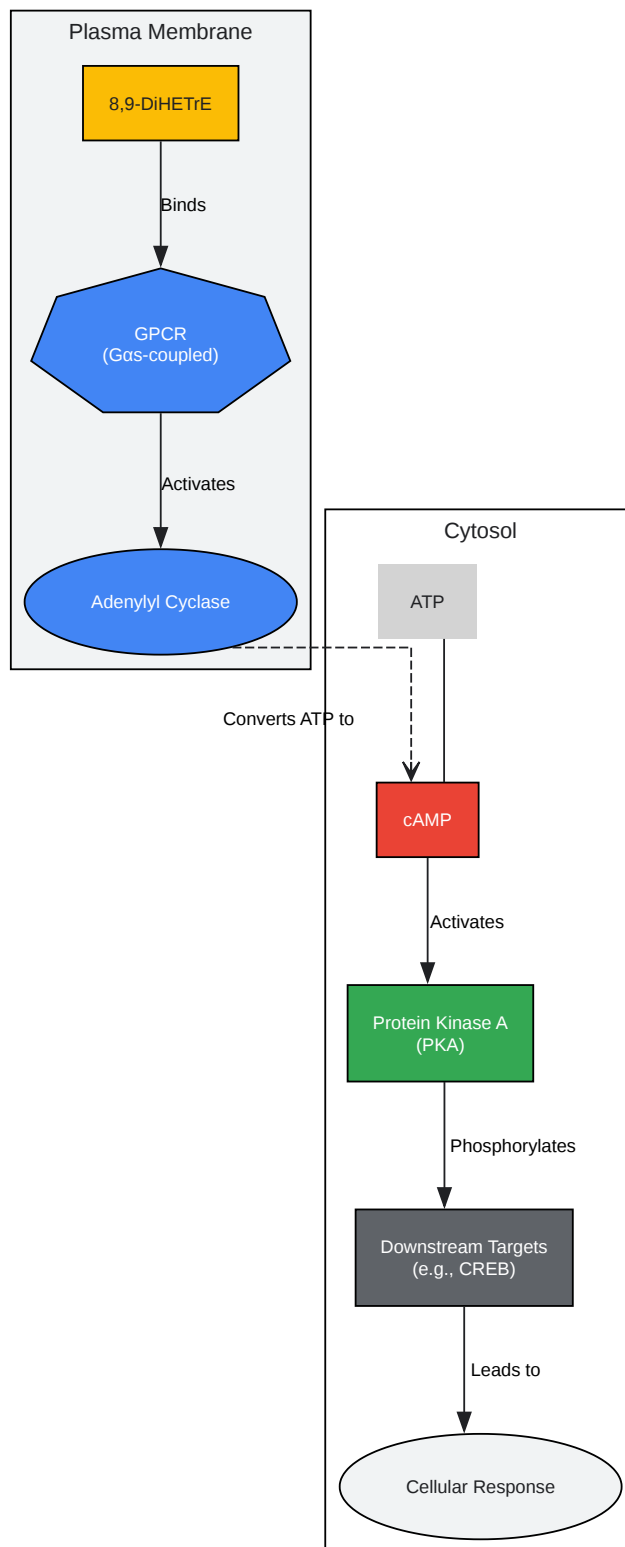 Plasma Membrane
8,9-DiHETrE
Binds
GPCR
(Gαs-coupled)
Activates
Adenylyl Cyclase
Cytosol
ATP
Converts ATP to
cAMP
Activates
Protein Kinase A
(PKA)
Phosphorylates
Downstream Targets
(e.g., CREB)
Leads to
Cellular Response